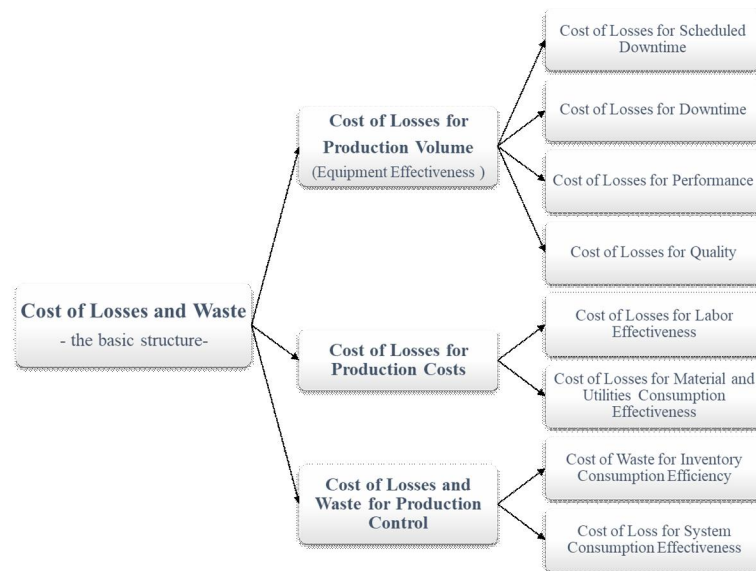 Cost of Losses and Waste
- the basic structure-
Cost of Losses for
Production Volume
(Equipment Effectiveness )
Cost of Losses for Scheduled
Downtime
Cost of Losses for Downtime
Cost of Losses for Performance
Cost of Losses for Quality
Cost of Losses for
Production Costs
Cost of Losses for Labor
Effectiveness
Cost of Losses for Material and
Utilities Consumption
Effectiveness
Cost of Losses and
Waste for Production
Control
Cost of Waste for Inventory
Consumption Efficiency
Cost of Loss for System
Consumption Effectiveness